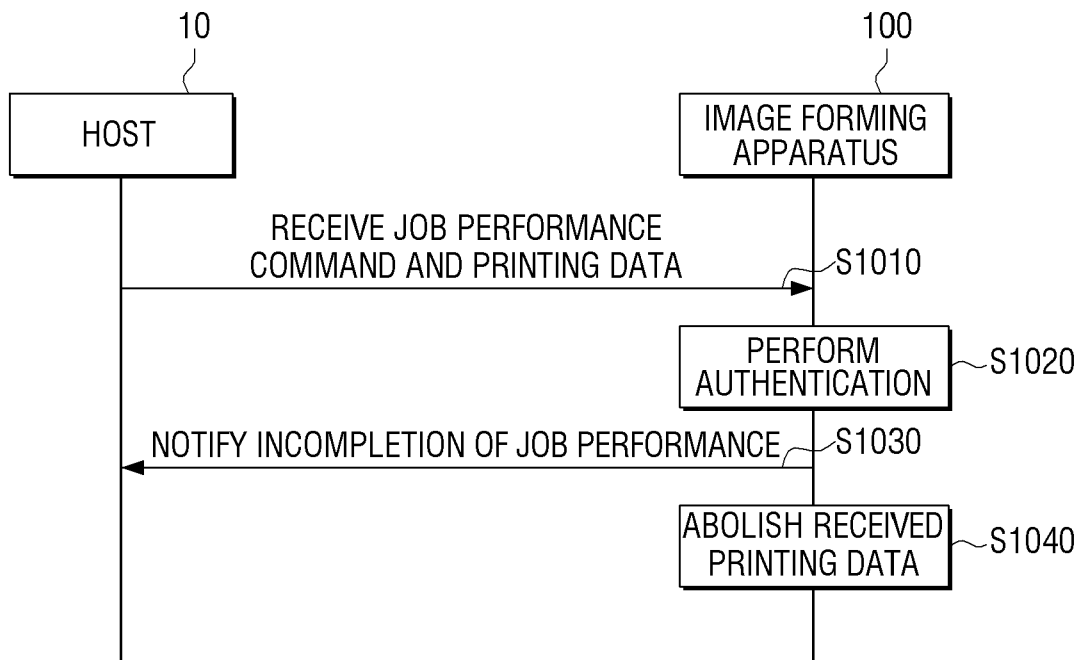 10
100
HOST
IMAGE FORMING
APPARATUS
RECEIVE JOB PERFORMANCE
COMMAND AND PRINTING DATA
S1010
PERFORM
AUTHENTICATION
S1020
NOTIFY INCOMPLETION OF JOB PERFORMANCE
S1030
ABOLISH RECEIVED
PRINTING DATA
S1040